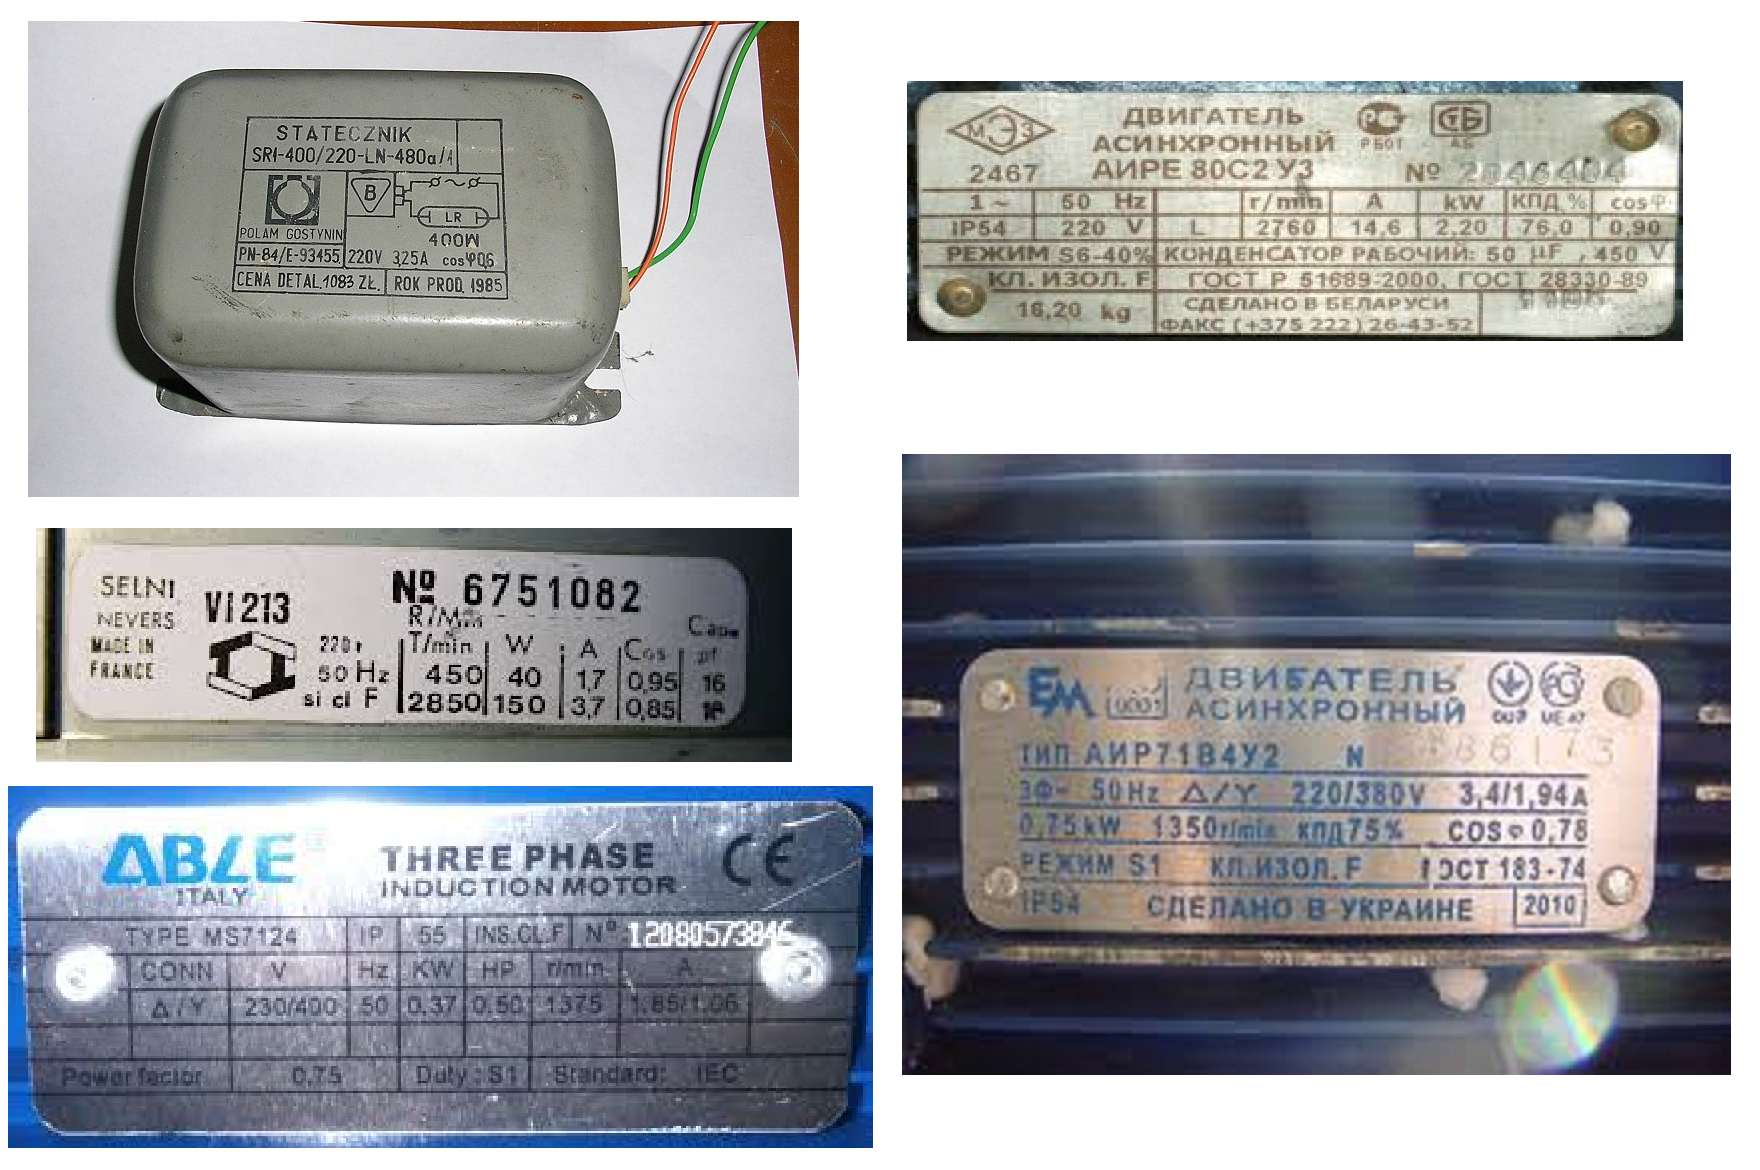 STATECZNIK
SRI-400/220-LN-480a/1
B
LR
400W
POLAM GOSTYNIN
PN-84/E-93455 220V 3,25A cosφ0,6
CENA DETAL.1083 ZŁ. ROK PROD. 1985
МЭЗ ДВИГАТЕЛЬ
АСИНХРОННЫЙ
2467 АИРЕ 80С2 У3 №
1~ 50 Hz r/min A kW КПД % cosφ
IP54 220 V L 2760 14,6 2,20 76,0 0,90
РЕЖИМ S6-40% КОНДЕНСАТОР РАБОЧИЙ: 50 µF , 450 V
КЛ. ИЗОЛ. F ГОСТ Р 51689-2000, ГОСТ 28330-89
16,20 kg СДЕЛАНО В БЕЛАРУСИ
ФАКС (+375 222) 26-43-52
SELNI
NEVERS
MADE IN
FRANCE
Vi 213
Nº 6751082
220v
50 Hz
si cl F
T/min W A Cos
450 40 1,7 0,95 16
2850 150 3,7 0,85
ABLE
ITALY
THREE PHASE
INDUCTION MOTOR
CE
TYPE MS7124 IP 55 INS.CL.F Nº
CONN V Hz KW HP r/min A
Δ/Y 230/400 50 0.37 0.50 1375 1.85/1.06
Power factor 0,75 Duty : S1 Standard: IEC
ДВИГАТЕЛЬ
АСИНХРОННЫЙ
ТИП АИР71В4У2 N
3Ф~ 50Hz Δ/Y 220/380V 3,4/1,94A
0,75kW 1350r/min КПД75% COSφ 0,78
РЕЖИМ S1 КЛ.ИЗОЛ.F ГОСТ 183-74
IP54 СДЕЛАНО В УКРАИНЕ 2010